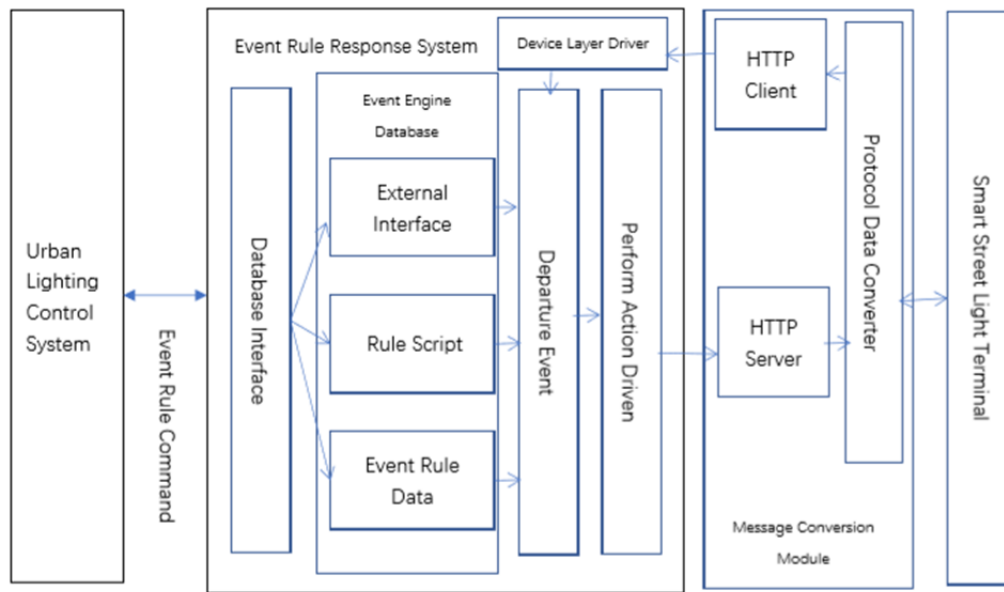 Urban
Lighting
Control
System
Event Rule Command
Event Rule Response System
Database Interface
Event Engine
Database
External
Interface
Rule Script
Event Rule
Data
Device Layer Driver
Departure Event
Perform Action Driven
HTTP
Client
HTTP
Server
Protocol Data Converter
Message Conversion
Module
Smart Street Light Terminal